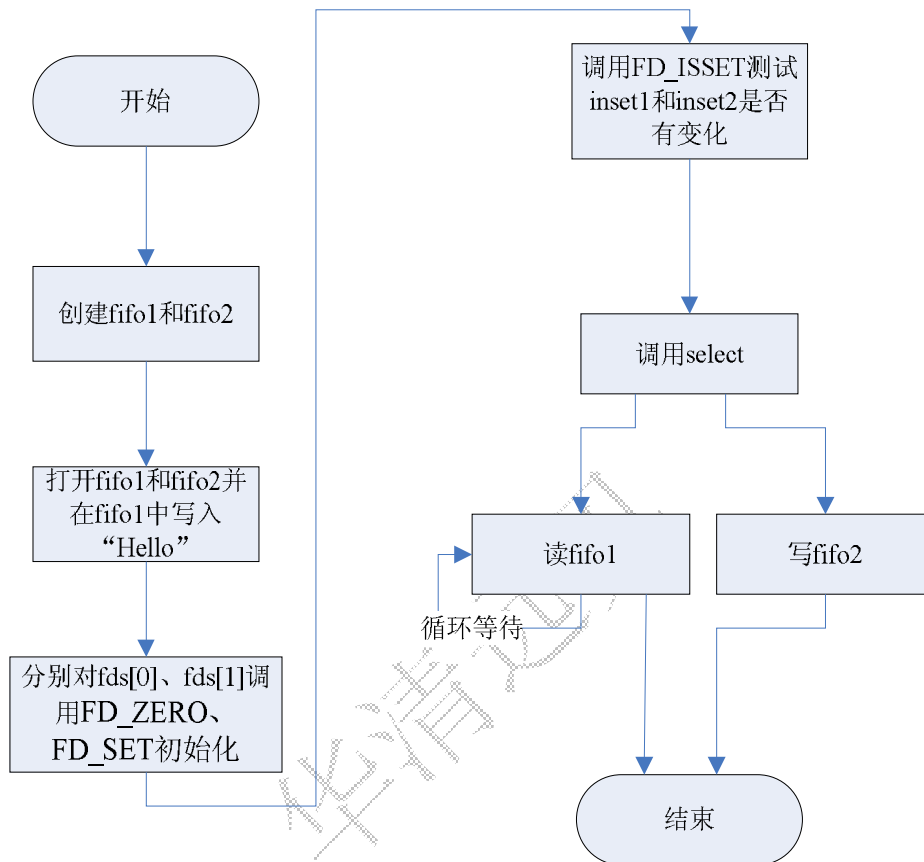 开始
创建fifo1和fifo2
打开fifo1和fifo2并
在fifo1中写入
“Hello”
分别对fds[0]、fds[1]调
用FD_ZERO、
FD_SET初始化
调用FD_ISSET测试
inset1和inset2是否
有变化
调用select
读fifo1
写fifo2
循环等待
结束
华清远见